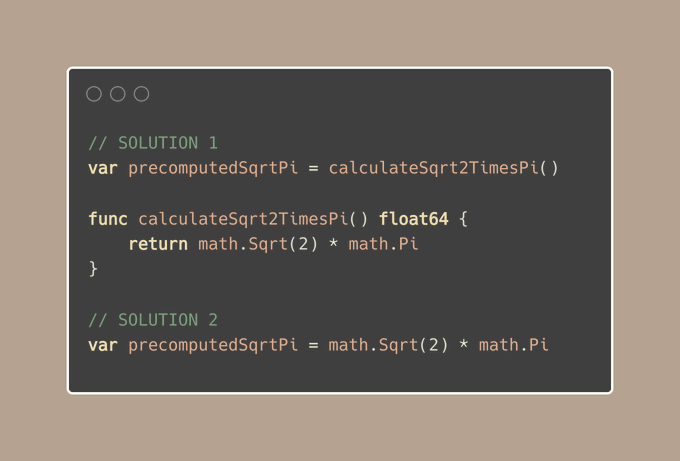 // SOLUTION 1
var precomputedSqrtPi = calculateSqrt2TimesPi()
func calculateSqrt2TimesPi() float64 {
    return math.Sqrt(2) * math.Pi
}
// SOLUTION 2
var precomputedSqrtPi = math.Sqrt(2) * math.Pi